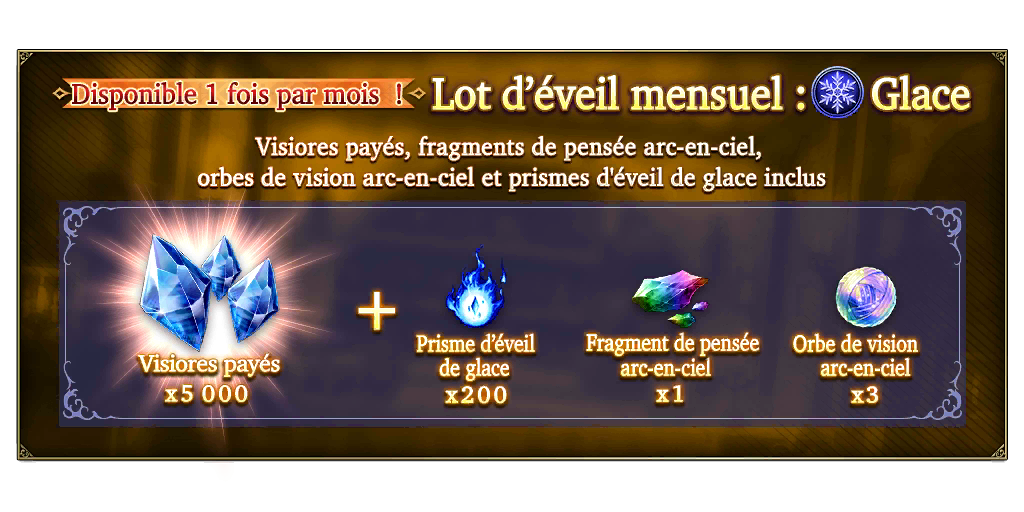 Disponible 1 fois par mois !
Lot d'éveil mensuel : Glace
Visiores payés, fragments de pensée arc-en-ciel,
orbes de vision arc-en-ciel et prismes d'éveil de glace inclus
Visiores payés
x5 000
+
Prisme d'éveil
de glace
x200
Fragment de pensée
arc-en-ciel
x1
Orbe de vision
arc-en-ciel
x3